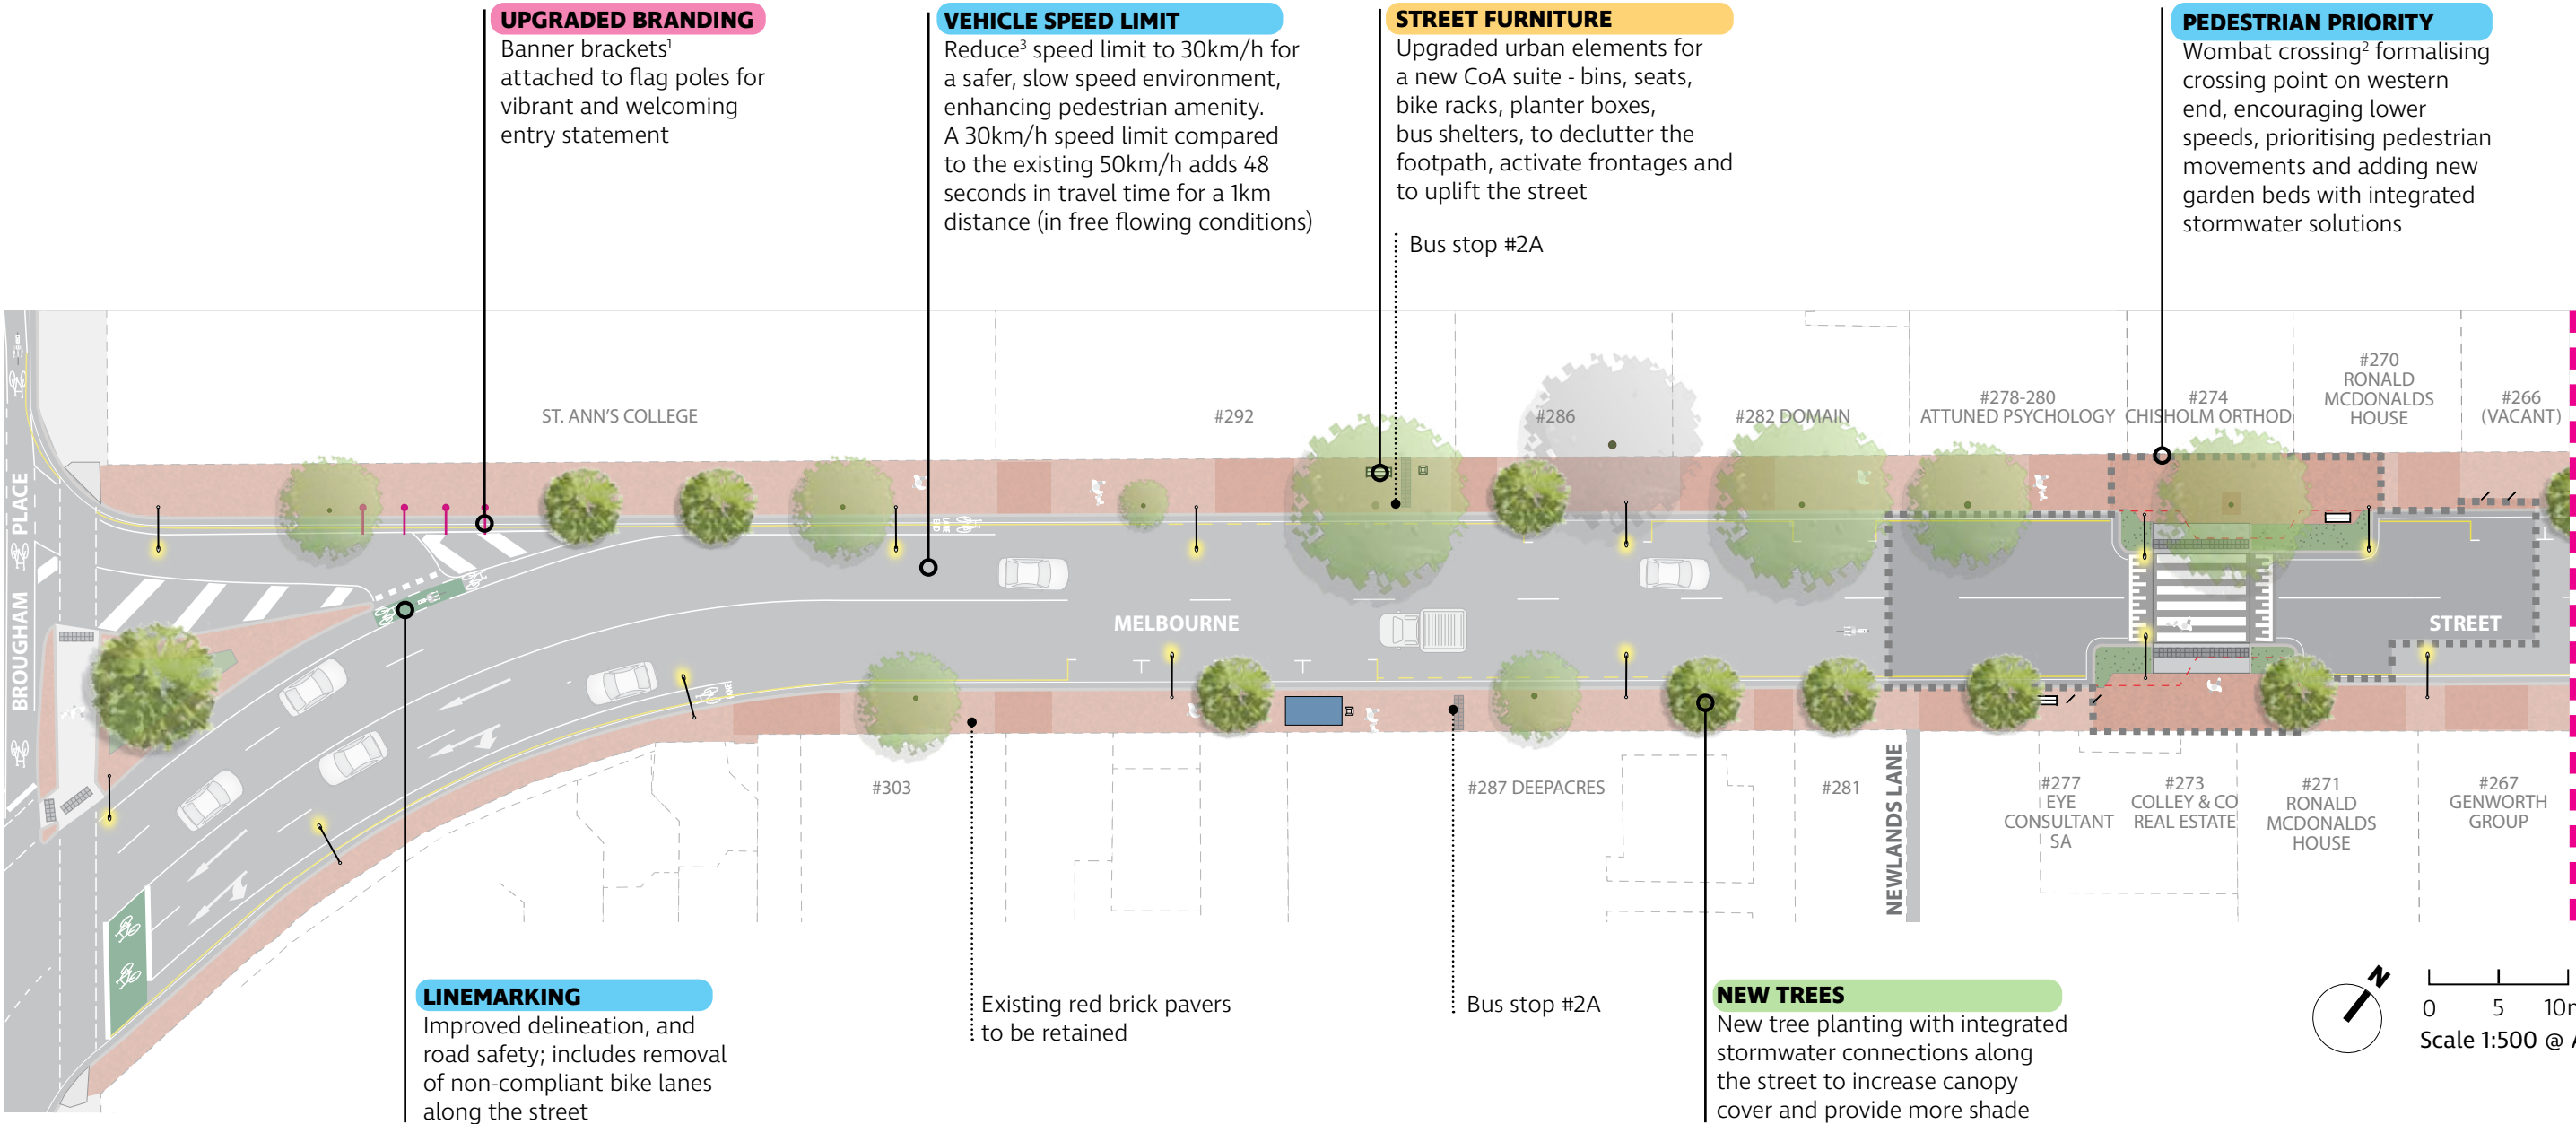 UPGRADED BRANDING
Banner brackets¹
attached to flag poles for
vibrant and welcoming
entry statement
VEHICLE SPEED LIMIT
Reduce³ speed limit to 30km/h for
a safer, slow speed environment,
enhancing pedestrian amenity.
A 30km/h speed limit compared
to the existing 50km/h adds 48
seconds in travel time for a 1km
distance (in free flowing conditions)
STREET FURNITURE
Upgraded urban elements for
a new CoA suite - bins, seats,
bike racks, planter boxes,
bus shelters, to declutter the
footpath, activate frontages and
to uplift the street
Bus stop #2A
PEDESTRIAN PRIORITY
Wombat crossing² formalising
crossing point on western
end, encouraging lower
speeds, prioritising pedestrian
movements and adding new
garden beds with integrated
stormwater solutions
ST. ANN'S COLLEGE
#292
#286
#282 DOMAIN
#278-280
ATTUNED PSYCHOLOGY
#274
CHISHOLM ORTHOD
#270
RONALD
MCDONALDS
HOUSE
#266
(VACANT)
BROUGHAM PLACE
MELBOURNE
STREET
#303
#287 DEEPACRES
#281
NEWLANDS LANE
#277
EYE
CONSULTANT
SA
#273
COLLEY & CO
REAL ESTATE
#271
RONALD
MCDONALDS
HOUSE
#267
GENWORTH
GROUP
LINEMARKING
Improved delineation, and
road safety; includes removal
of non-compliant bike lanes
along the street
Existing red brick pavers
to be retained
Bus stop #2A
NEW TREES
New tree planting with integrated
stormwater connections along
the street to increase canopy
cover and provide more shade
N
0 5 10m
Scale 1:500 @